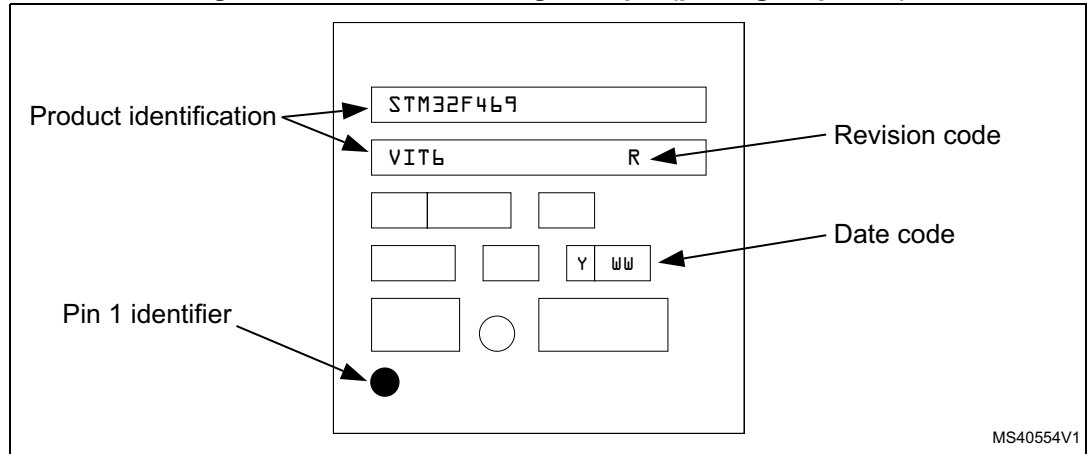 STM32F469
Product identification
VIT6 R
Revision code
Y WW
Date code
Pin 1 identifier
MS40554V1